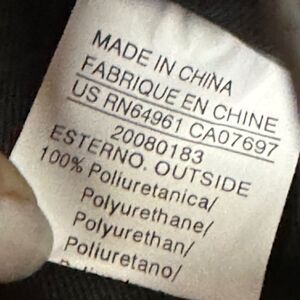 MADE IN CHINA
FABRIQUE EN CHINE
US RN64961 CA07697
20080183
ESTERNO. OUTSIDE
100% Poliuretanica/
Polyurethane/
Polyurethan/
Poliuretano/